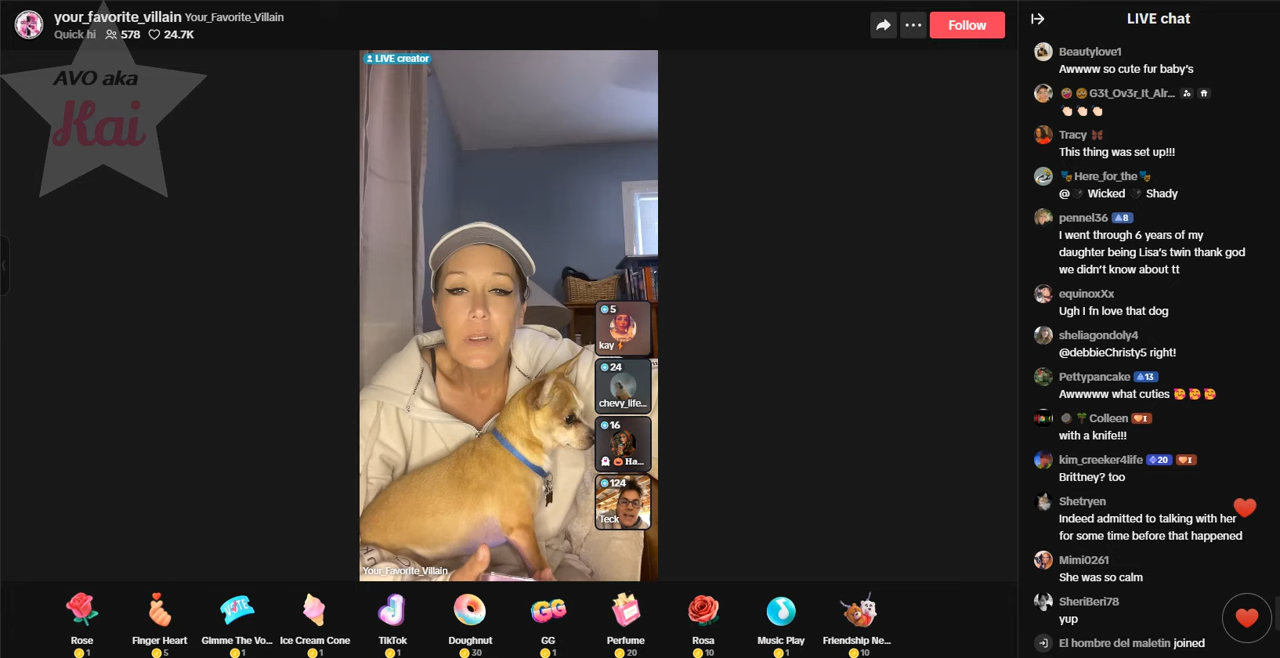 your_favorite_villain Your_Favorite_Villain
Quick hi 578 24.7K
Follow
AVO aka
Kai
LIVE creator
5
kay
24
chevy_life...
16
Ha...
124
Teck
Your_Favorite_Villain
Rose
1
Finger Heart
5
Gimme The Vo...
1
Ice Cream Cone
1
TikTok
1
Doughnut
30
GG
GG
1
Perfume
20
Rosa
10
Music Play
1
Friendship Ne...
10
LIVE chat
Beautylove1
Awwww so cute fur baby's
G3t_Ov3r_It_Alr...
👏🏻 👏🏻 👏🏻
Tracy 🦋
This thing was set up!!!
🎭Here_for_the🎭
@ Wicked Shady
pennel36 8
I went through 6 years of my
daughter being Lisa's twin thank god
we didn't know about tt
equinoxXx
Ugh I fn love that dog
sheliagondoly4
@debbieChristy5 right!
Pettypancake 13
Awwwww what cuties 🥰 🥰 🥰
Colleen I
with a knife!!!
kim_creeker4life 20 I
Brittney? too
Shetryen
Indeed admitted to talking with her
for some time before that happened
Mimi0261
She was so calm
SheriBeri78
yup
El hombre del maletin joined